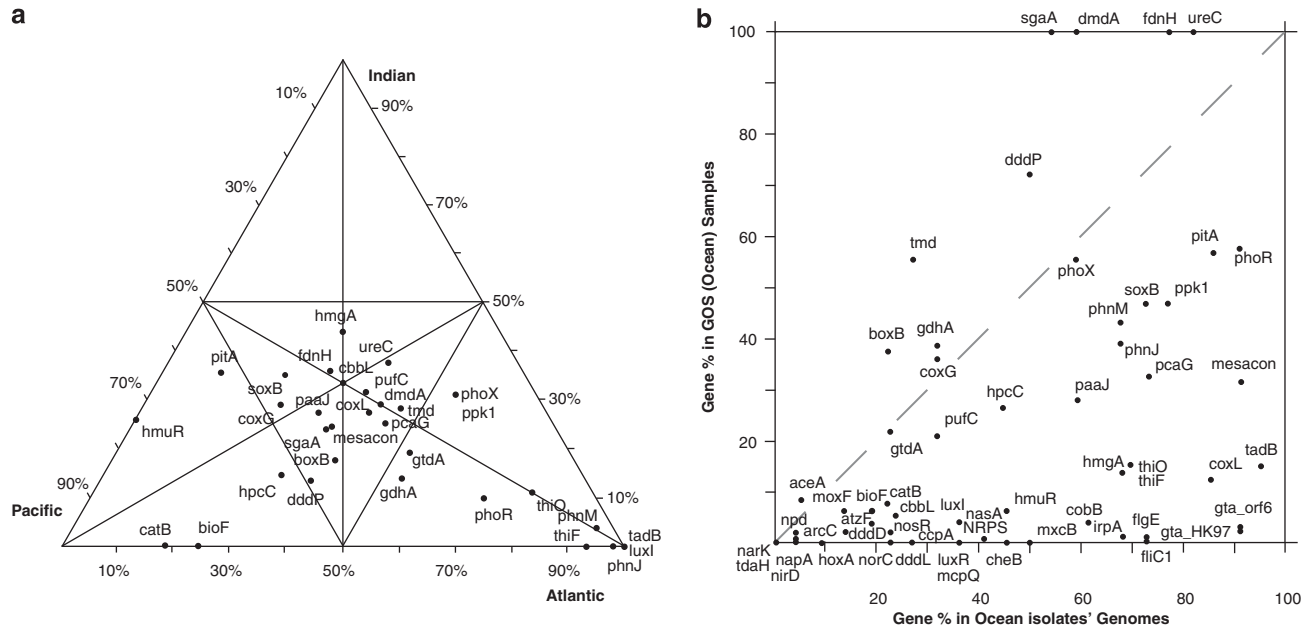 a
Indian
10%
90%
30%
70%
50%
50%
hmgA
ureC
fdnH
cbbL
pitA
pufC
soxB
dmdA
phoX
30%
70%
paaJ
coxL
tmd
ppk1
coxG
pcaG
hmuR
sgaA
mesacon
boxB
gtdA
hpcC
dddP
gdhA
90%
10%
Pacific
phoR
thiO
phnM
catB
bioF
thiF
tadB
luxI
phnJ
10%
30%
50%
70%
90%
Atlantic
b
Gene % in GOS (Ocean) Samples
sgaA
dmdA
fdnH
ureC
100
80
dddP
60
tmd
pitA
phoR
phoX
soxB
ppk1
phnM
40
boxB
gdhA
phnJ
coxG
pcaG
mesacon
hpcC
paaJ
20
gtdA
pufC
hmgA
thiO
thiF
coxL
tadB
aceA
moxF
bioF
catB
cbbL
luxI
nasA
hmuR
cobB
gta_orf6
npd
arcC
atzF
dddD
nosR
ccpA
NRPS
mxcB
irpA
flgE
gta_HK97
narK
tdaH
napA
nirD
hoxA
norC
dddL
luxR
mcpQ
cheB
fliC1
20
40
60
80
100
Gene % in Ocean isolates' Genomes